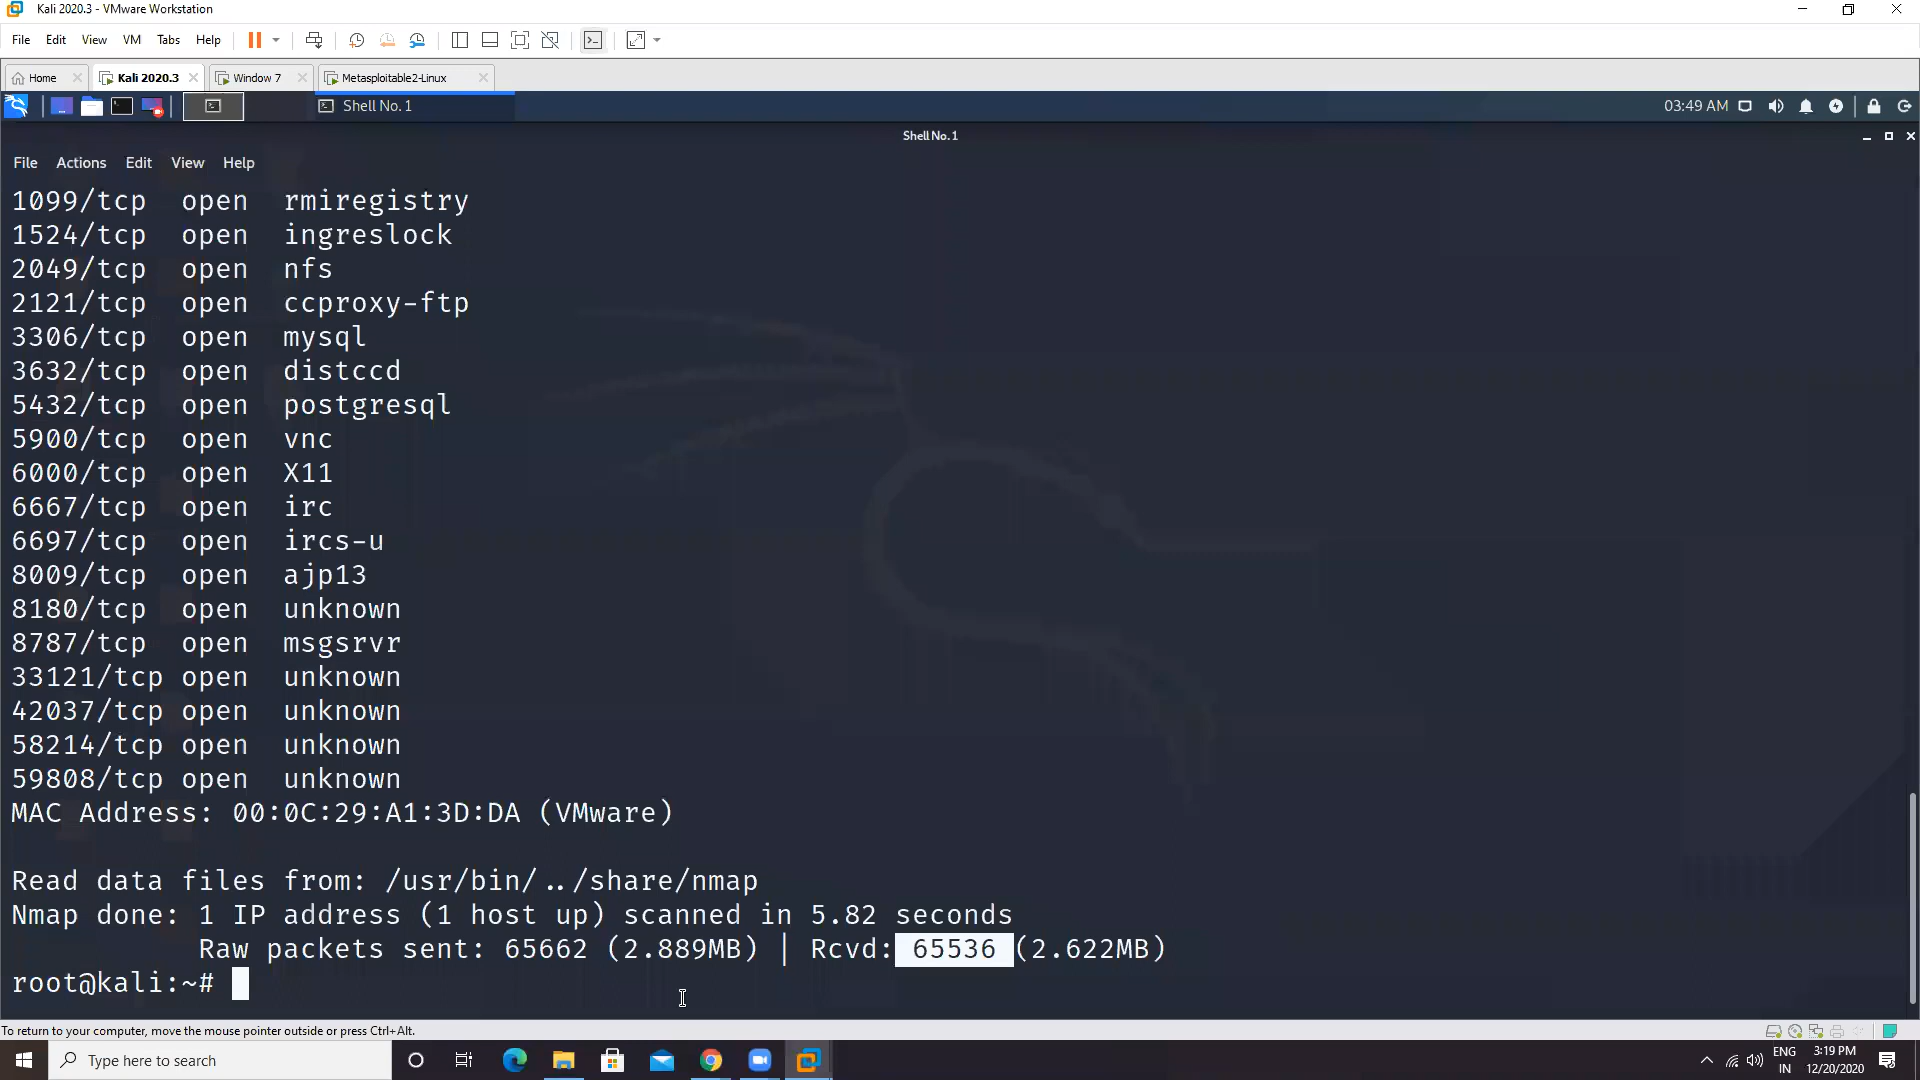 Kali 2020.3 - VMware Workstation
File Edit View VM Tabs Help
Home Kali 2020.3 Window 7 Metasploitable2-Linux
Shell No. 1 03:49 AM
Shell No. 1
File Actions Edit View Help
1099/tcp open rmiregistry
1524/tcp open ingreslock
2049/tcp open nfs
2121/tcp open ccproxy-ftp
3306/tcp open mysql
3632/tcp open distccd
5432/tcp open postgresql
5900/tcp open vnc
6000/tcp open X11
6667/tcp open irc
6697/tcp open ircs-u
8009/tcp open ajp13
8180/tcp open unknown
8787/tcp open msgsrvr
33121/tcp open unknown
42037/tcp open unknown
58214/tcp open unknown
59808/tcp open unknown
MAC Address: 00:0C:29:A1:3D:DA (VMware)
Read data files from: /usr/bin/../share/nmap
Nmap done: 1 IP address (1 host up) scanned in 5.82 seconds
Raw packets sent: 65662 (2.889MB) | Rcvd: 65536 (2.622MB)
root@kali:~#
To return to your computer, move the mouse pointer outside or press Ctrl+Alt.
Type here to search
ENG 3:19 PM
IN 12/20/2020